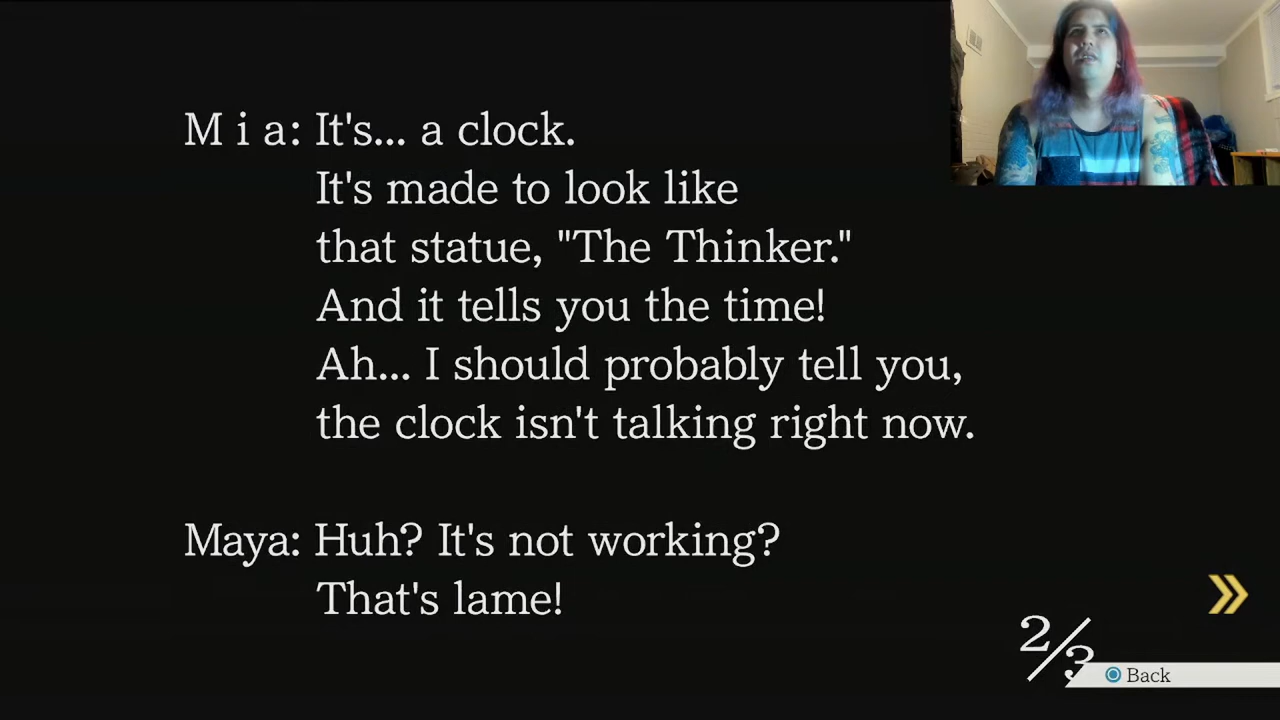 M i a: It's... a clock.
It's made to look like
that statue, "The Thinker."
And it tells you the time!
Ah... I should probably tell you,
the clock isn't talking right now.
Maya: Huh? It's not working?
That's lame!
2/3
Back